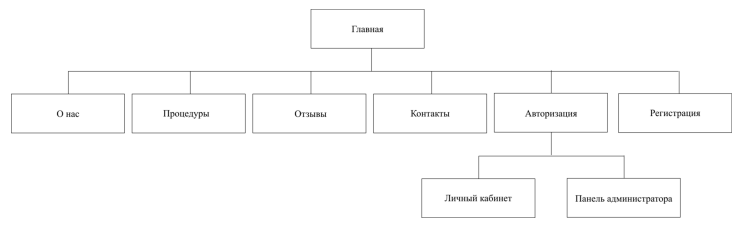 Главная
О нас
Процедуры
Отзывы
Контакты
Авторизация
Регистрация
Личный кабинет
Панель администратора